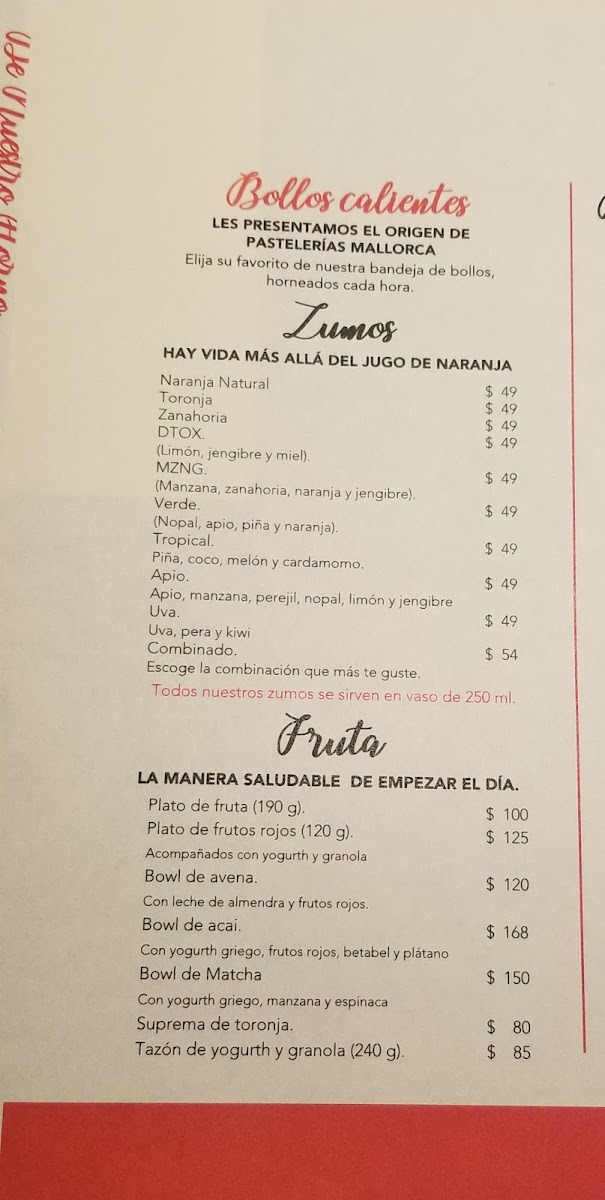 De Nuestro Horno
Bollos calientes
LES PRESENTAMOS EL ORIGEN DE
PASTELERÍAS MALLORCA
Elija su favorito de nuestra bandeja de bollos,
horneados cada hora.
Zumos
HAY VIDA MÁS ALLÁ DEL JUGO DE NARANJA
Naranja Natural $ 49
Toronja $ 49
Zanahoria $ 49
DTOX. $ 49
(Limón, jengibre y miel).
MZNG. $ 49
(Manzana, zanahoria, naranja y jengibre).
Verde. $ 49
(Nopal, apio, piña y naranja).
Tropical. $ 49
Piña, coco, melón y cardamomo.
Apio. $ 49
Apio, manzana, perejil, nopal, limón y jengibre
Uva. $ 49
Uva, pera y kiwi
Combinado. $ 54
Escoge la combinación que más te guste.
Todos nuestros zumos se sirven en vaso de 250 ml.
Fruta
LA MANERA SALUDABLE DE EMPEZAR EL DÍA.
Plato de fruta (190 g). $ 100
Plato de frutos rojos (120 g). $ 125
Acompañados con yogurth y granola
Bowl de avena. $ 120
Con leche de almendra y frutos rojos.
Bowl de acai. $ 168
Con yogurth griego, frutos rojos, betabel y plátano
Bowl de Matcha $ 150
Con yogurth griego, manzana y espinaca
Suprema de toronja. $ 80
Tazón de yogurth y granola (240 g). $ 85